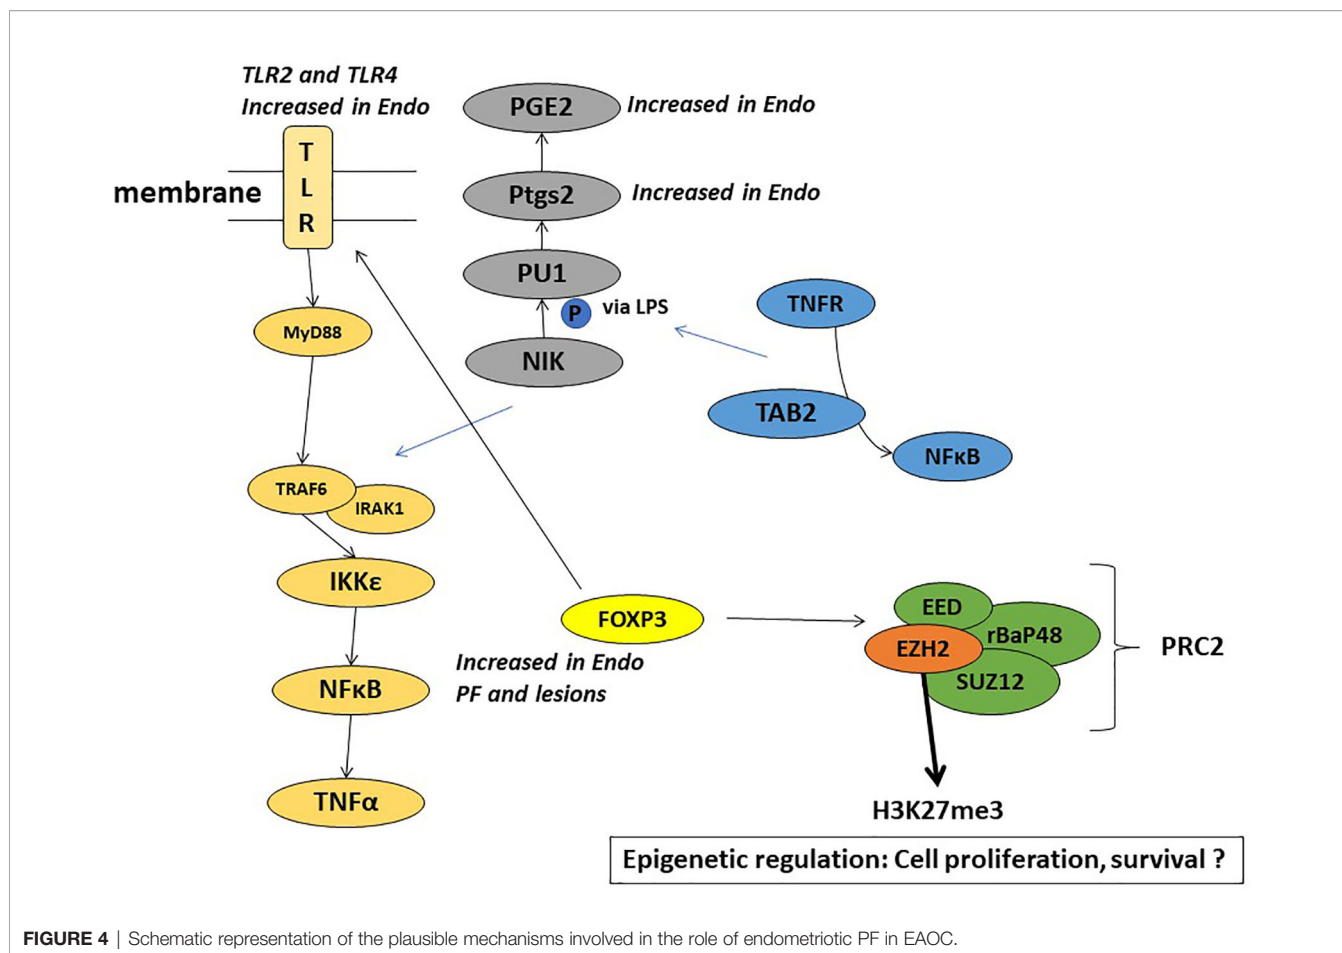 TLR2 and TLR4
Increased in Endo
T
L
R
membrane
MyD88
TRAF6
IRAK1
IKKε
NFκB
TNFα
PGE2
Increased in Endo
Ptgs2
Increased in Endo
PU1
P
via LPS
NIK
TNFR
TAB2
NFκB
FOXP3
Increased in Endo
PF and lesions
EED
rBaP48
EZH2
SUZ12
PRC2
H3K27me3
Epigenetic regulation: Cell proliferation, survival ?
FIGURE 4 | Schematic representation of the plausible mechanisms involved in the role of endometriotic PF in EAOC.